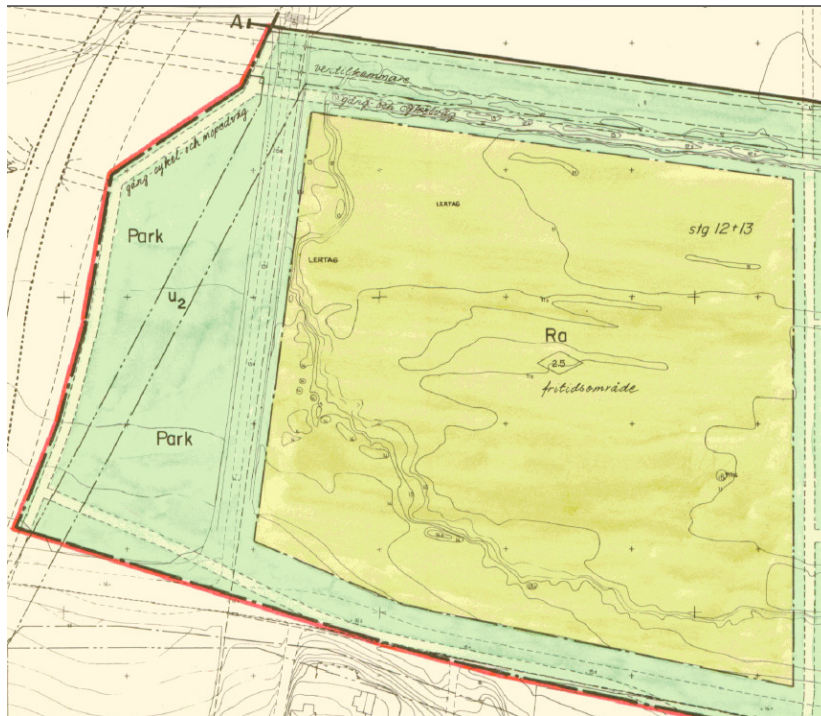 A
ventilkammare
gång- och cykelväg
gång cykel- och mopedväg
Park
LERTAG
stg 12+13
LERTAG
u2
Ra
2.5
fritidsområde
Park